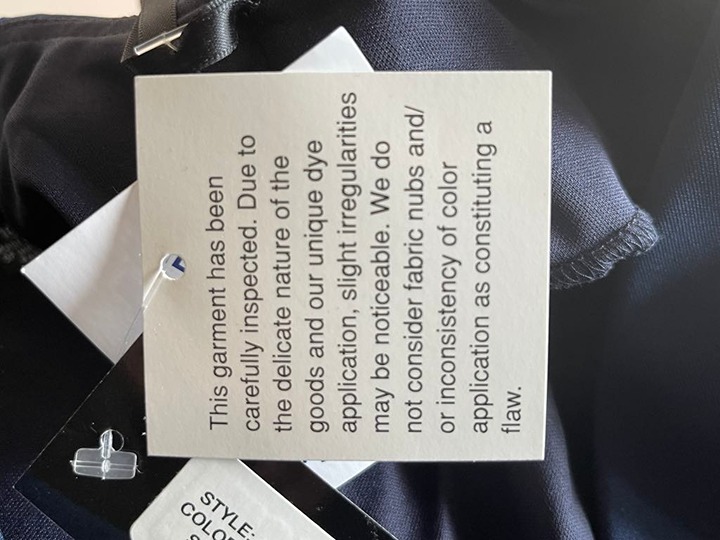 This garment has been
carefully inspected. Due to
the delicate nature of the
goods and our unique dye
application, slight irregularities
may be noticeable. We do
not consider fabric nubs and/
or inconsistency of color
application as constituting a
flaw.
STYLE: